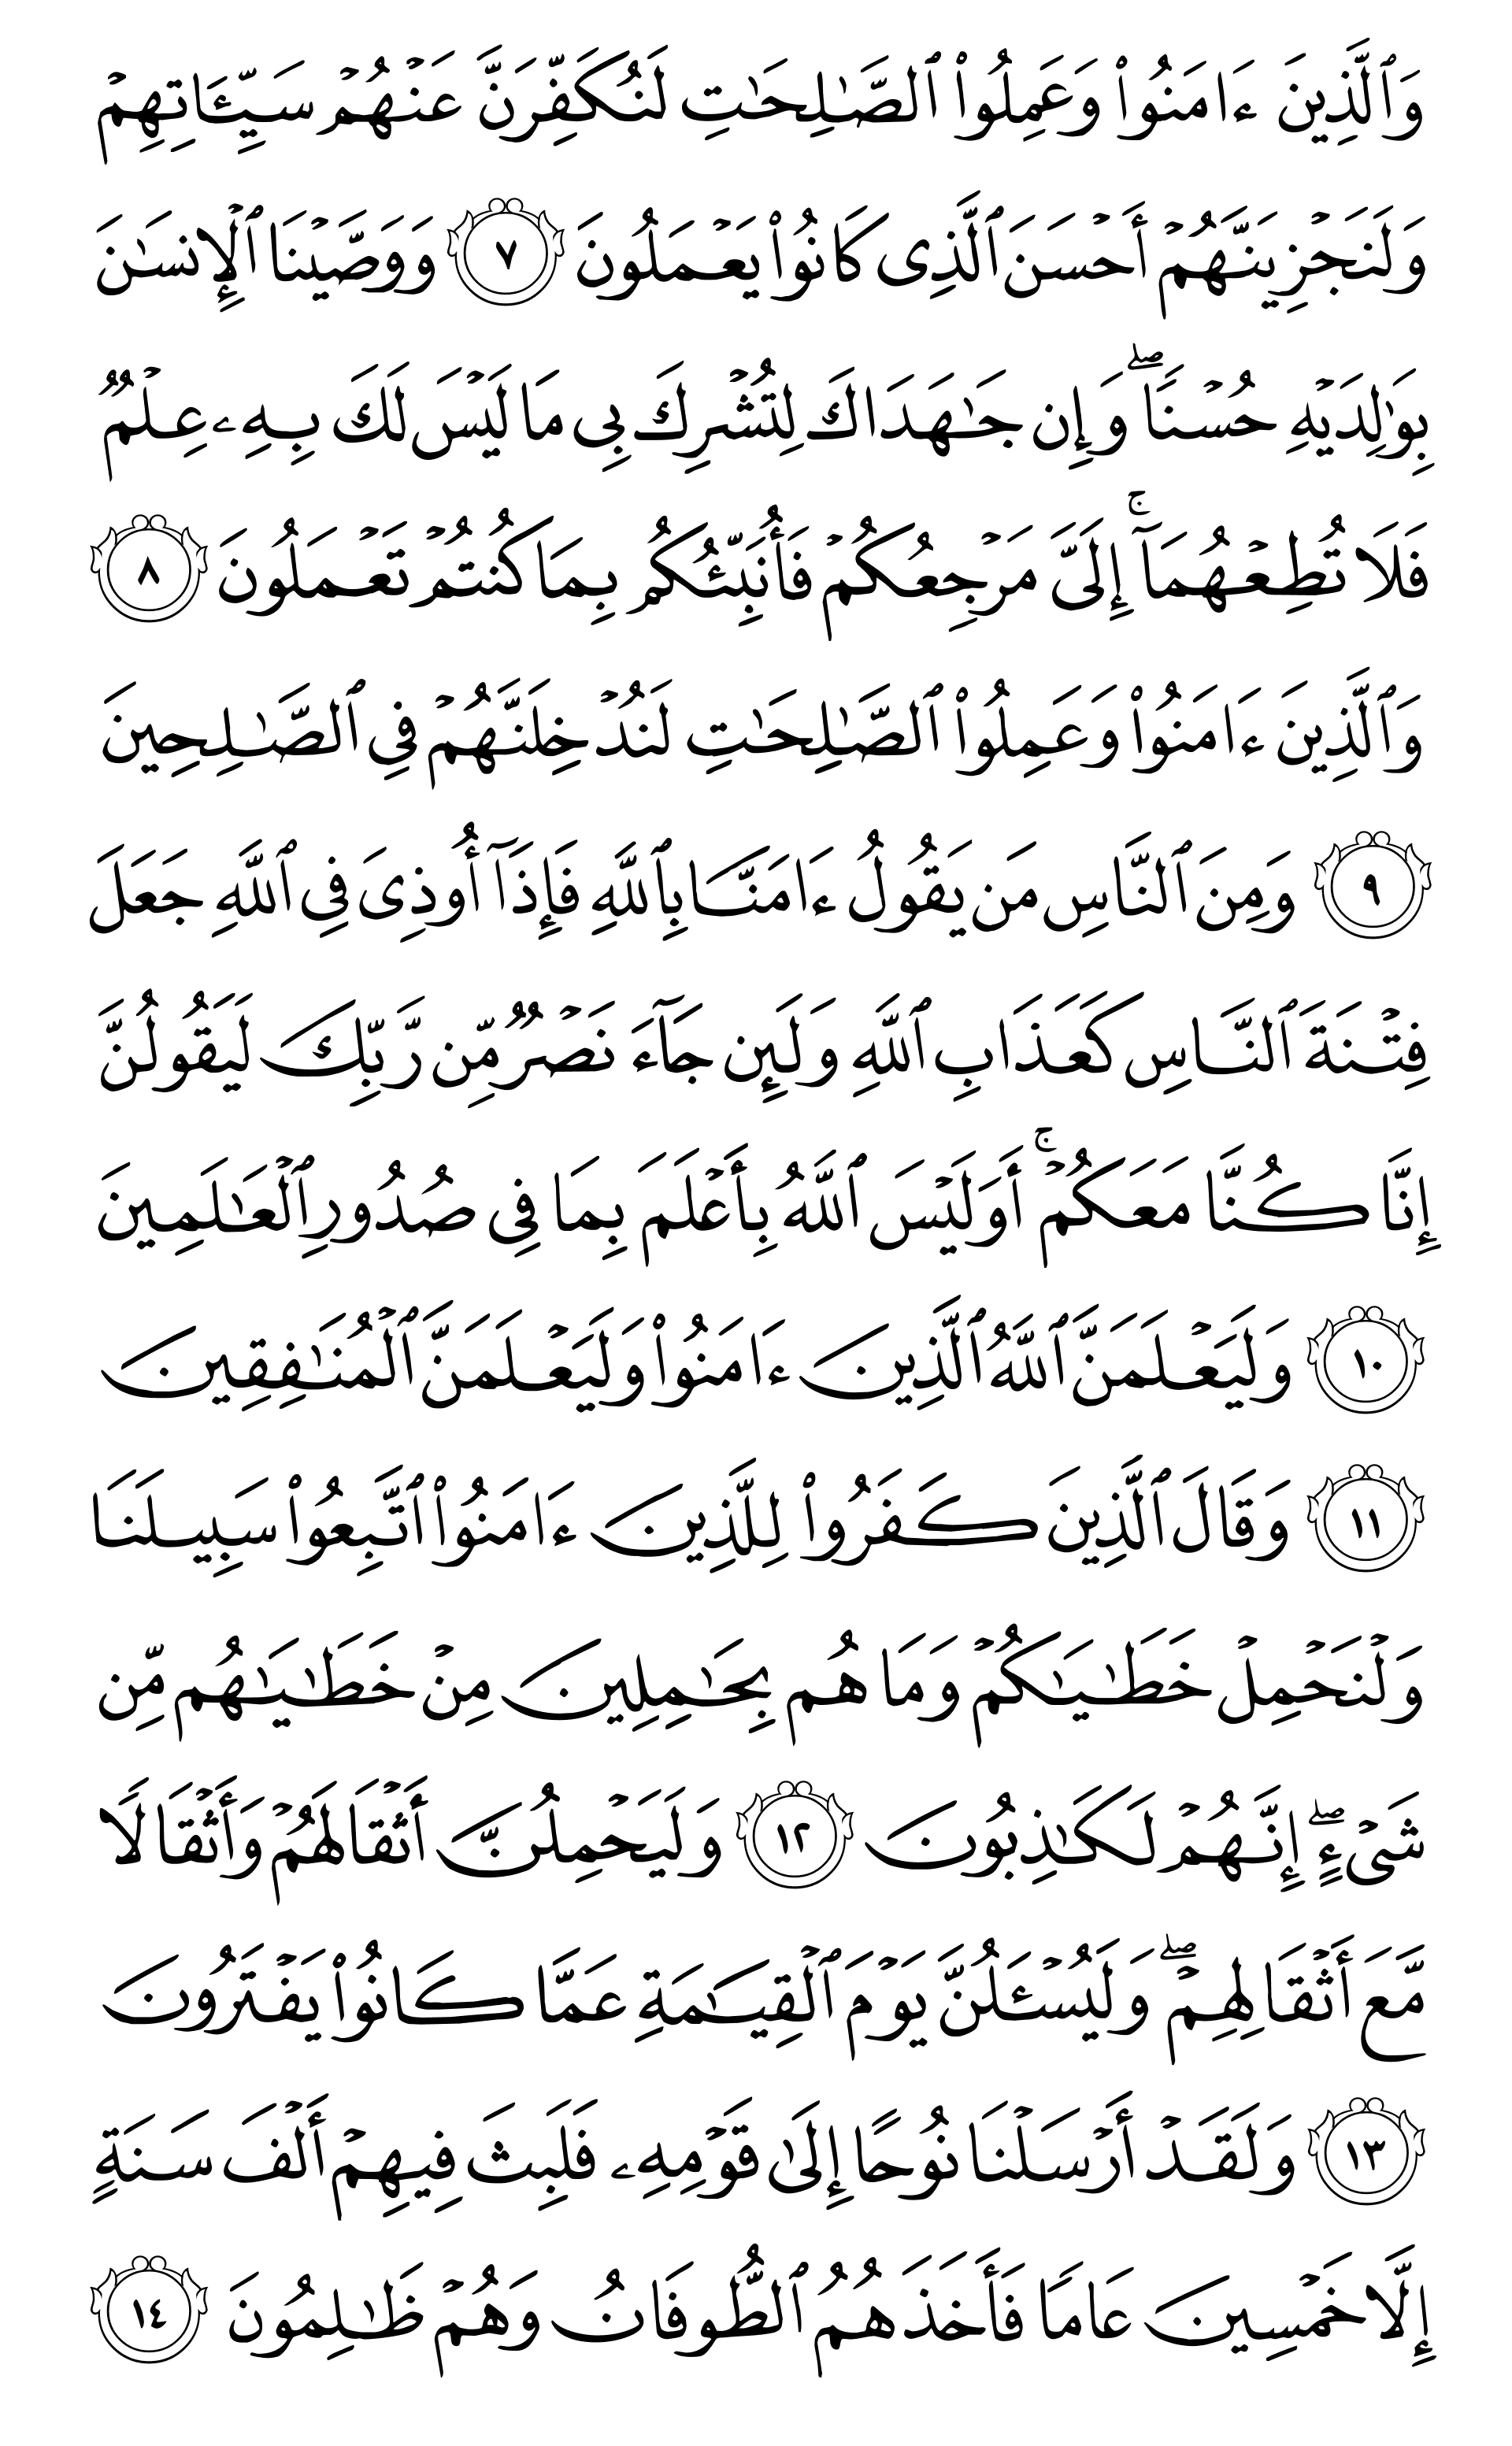 وَٱلَّذِينَ ءَامَنُوا۟ وَعَمِلُوا۟ ٱلصَّـٰلِحَـٰتِ لَنُكَفِّرَنَّ عَنْهُمْ سَيِّـَٔاتِهِمْ
وَلَنَجْزِيَنَّهُمْ أَحْسَنَ ٱلَّذِى كَانُوا۟ يَعْمَلُونَ ٧ وَوَصَّيْنَا ٱلْإِنسَـٰنَ
بِوَٰلِدَيْهِ حُسْنًا ۖ وَإِن جَـٰهَدَاكَ لِتُشْرِكَ بِى مَا لَيْسَ لَكَ بِهِۦ عِلْمٌ
فَلَا تُطِعْهُمَآ ۚ إِلَىَّ مَرْجِعُكُمْ فَأُنَبِّئُكُم بِمَا كُنتُمْ تَعْمَلُونَ ٨
وَٱلَّذِينَ ءَامَنُوا۟ وَعَمِلُوا۟ ٱلصَّـٰلِحَـٰتِ لَنُدْخِلَنَّهُمْ فِى ٱلصَّـٰلِحِينَ
٩ وَمِنَ ٱلنَّاسِ مَن يَقُولُ ءَامَنَّا بِٱللَّهِ فَإِذَآ أُوذِىَ فِى ٱللَّهِ جَعَلَ
فِتْنَةَ ٱلنَّاسِ كَعَذَابِ ٱللَّهِ وَلَئِن جَآءَ نَصْرٌ مِّن رَّبِّكَ لَيَقُولُنَّ
إِنَّا كُنَّا مَعَكُمْ ۚ أَوَلَيْسَ ٱللَّهُ بِأَعْلَمَ بِمَا فِى صُدُورِ ٱلْعَـٰلَمِينَ
١٠ وَلَيَعْلَمَنَّ ٱللَّهُ ٱلَّذِينَ ءَامَنُوا۟ وَلَيَعْلَمَنَّ ٱلْمُنَـٰفِقِينَ
١١ وَقَالَ ٱلَّذِينَ كَفَرُوا۟ لِلَّذِينَ ءَامَنُوا۟ ٱتَّبِعُوا۟ سَبِيلَنَا
وَلْنَحْمِلْ خَطَـٰيَـٰكُمْ وَمَا هُم بِحَـٰمِلِينَ مِنْ خَطَـٰيَـٰهُم مِّن
شَىْءٍ ۖ إِنَّهُمْ لَكَـٰذِبُونَ ١٢ وَلَيَحْمِلُنَّ أَثْقَالَهُمْ وَأَثْقَالًا
مَّعَ أَثْقَالِهِمْ ۖ وَلَيُسْـَٔلُنَّ يَوْمَ ٱلْقِيَـٰمَةِ عَمَّا كَانُوا۟ يَفْتَرُونَ
١٣ وَلَقَدْ أَرْسَلْنَا نُوحًا إِلَىٰ قَوْمِهِۦ فَلَبِثَ فِيهِمْ أَلْفَ سَنَةٍ
إِلَّا خَمْسِينَ عَامًا فَأَخَذَهُمُ ٱلطُّوفَانُ وَهُمْ ظَـٰلِمُونَ ١٤